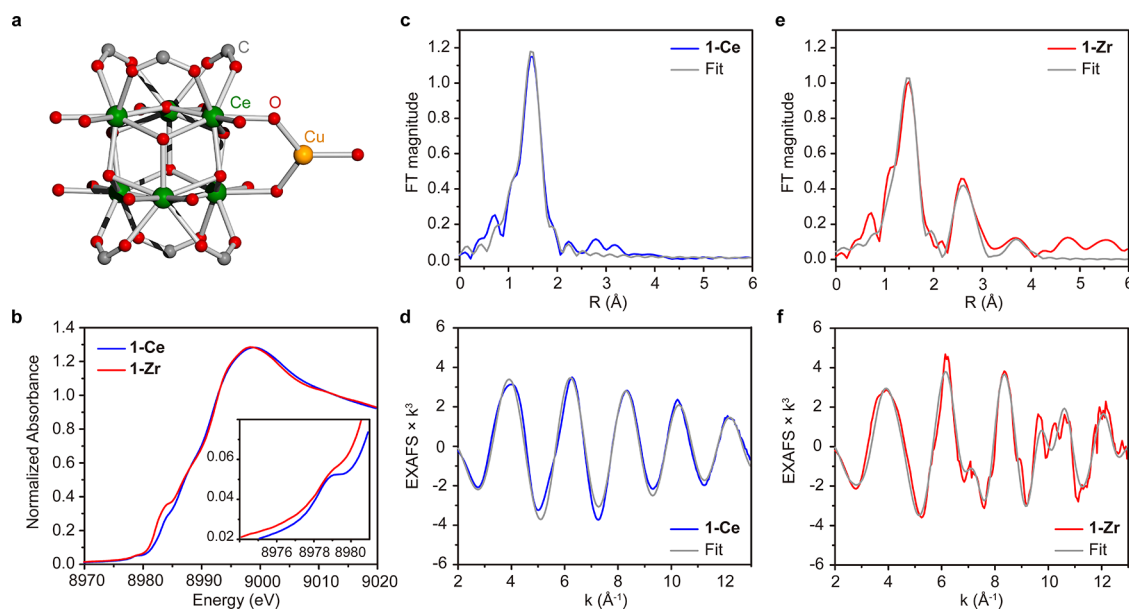 a
C
Ce
O
Cu
b
1-Ce
1-Zr
Normalized Absorbance
1.4
1.2
1.0
0.8
0.6
0.4
0.2
0.0
0.06
0.04
0.02
8976 8978 8980
8970 8980 8990 9000 9010 9020
Energy (eV)
c
1-Ce
Fit
FT magnitude
1.2
1.0
0.8
0.6
0.4
0.2
0.0
0 1 2 3 4 5 6
R (Å)
d
EXAFS × k³
6
4
2
0
-2
-4
-6
1-Ce
Fit
2 4 6 8 10 12
k (Å⁻¹)
e
1-Zr
Fit
FT magnitude
1.2
1.0
0.8
0.6
0.4
0.2
0.0
0 1 2 3 4 5 6
R (Å)
f
EXAFS × k³
6
4
2
0
-2
-4
-6
1-Zr
Fit
2 4 6 8 10 12
k (Å⁻¹)